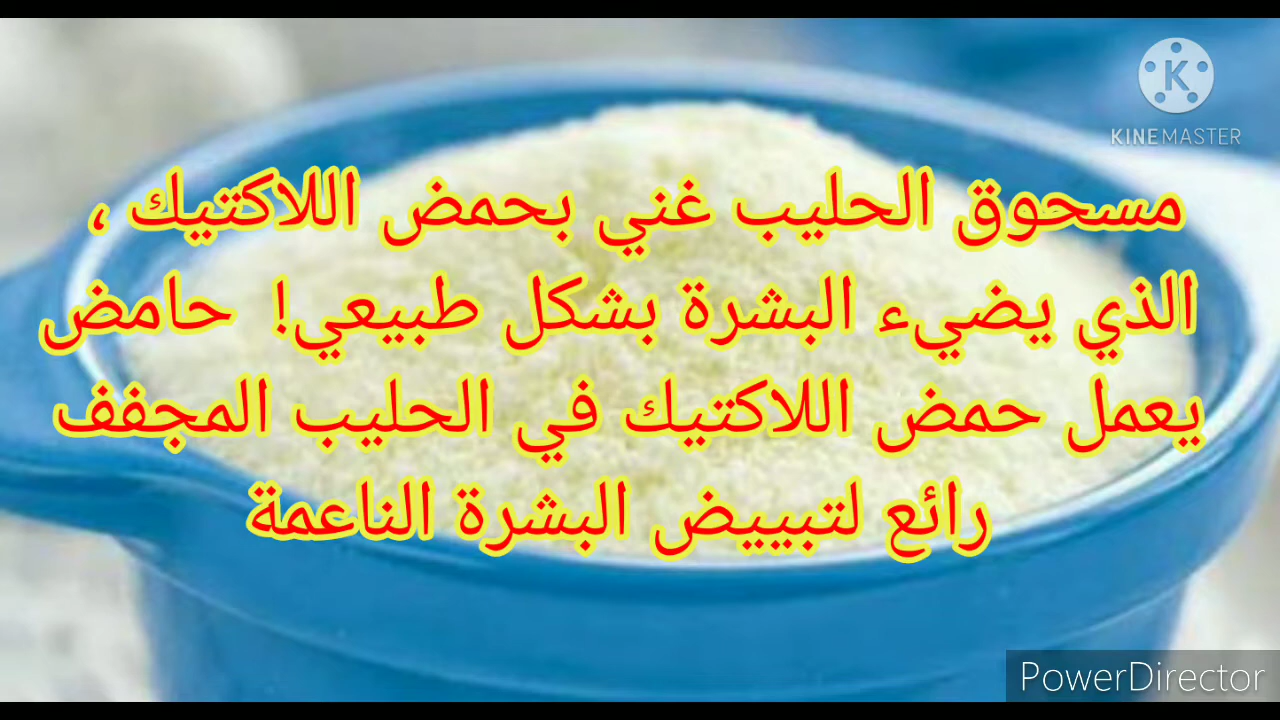 K
KINEMASTER
مسحوق الحليب غني بحمض اللاكتيك ،
الذي يضيء البشرة بشكل طبيعي! حامض
يعمل حمض اللاكتيك في الحليب المجفف
رائع لتبييض البشرة الناعمة
PowerDirector